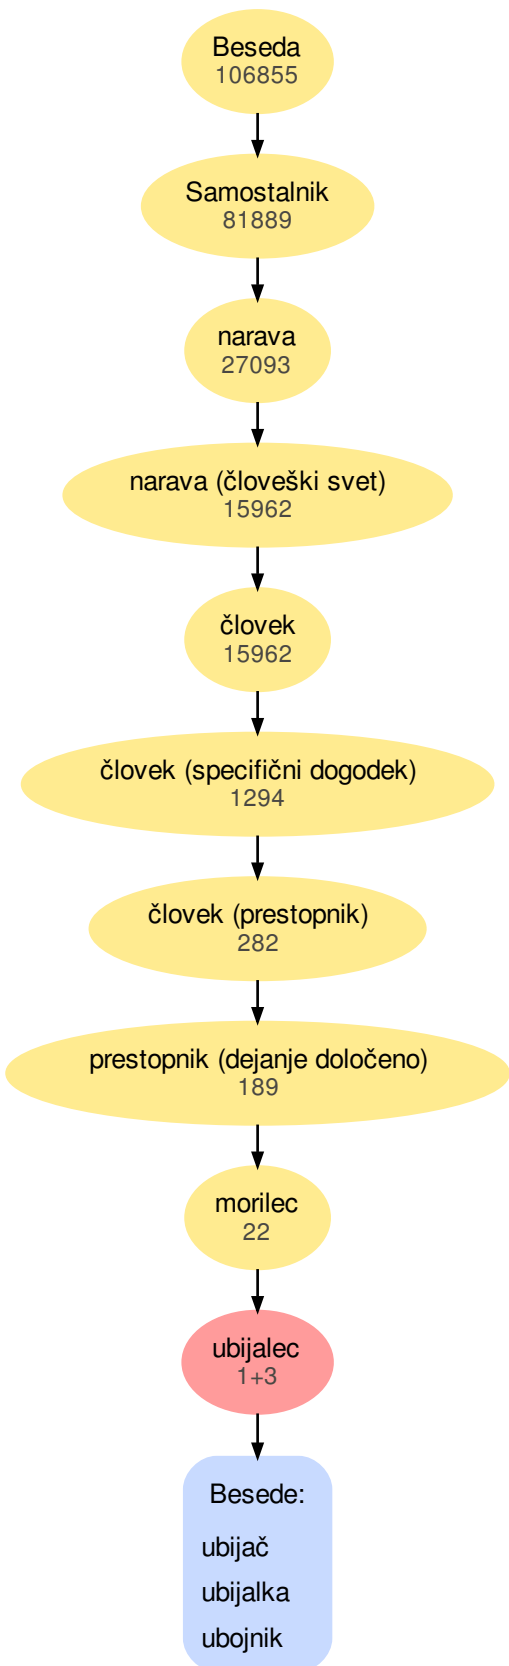 Beseda
106855
Samostalnik
81889
narava
27093
narava (človeški svet)
15962
človek
15962
človek (specifični dogodek)
1294
človek (prestopnik)
282
prestopnik (dejanje določeno)
189
morilec
22
ubijalec
1+3
Besede:
ubijač
ubijalka
ubojnik